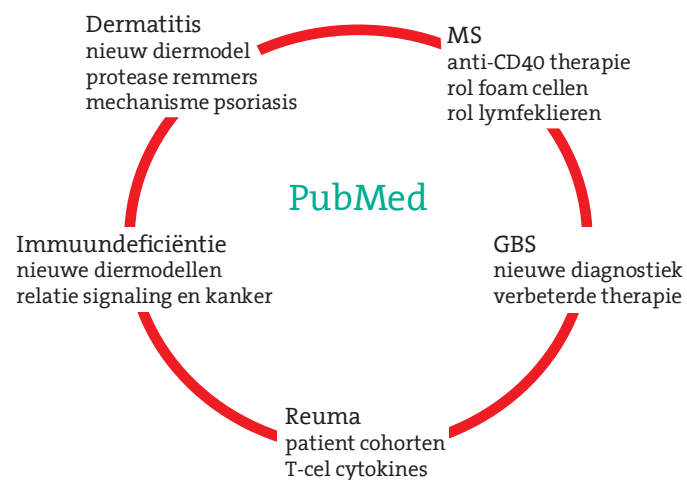 Dermatitis
nieuw diermodel
protease remmers
mechanisme psoriasis
MS
anti-CD40 therapie
rol foam cellen
rol lymfeklieren
PubMed
Immuundeficiëntie
nieuwe diermodellen
relatie signaling en kanker
GBS
nieuwe diagnostiek
verbeterde therapie
Reuma
patient cohorten
T-cel cytokines